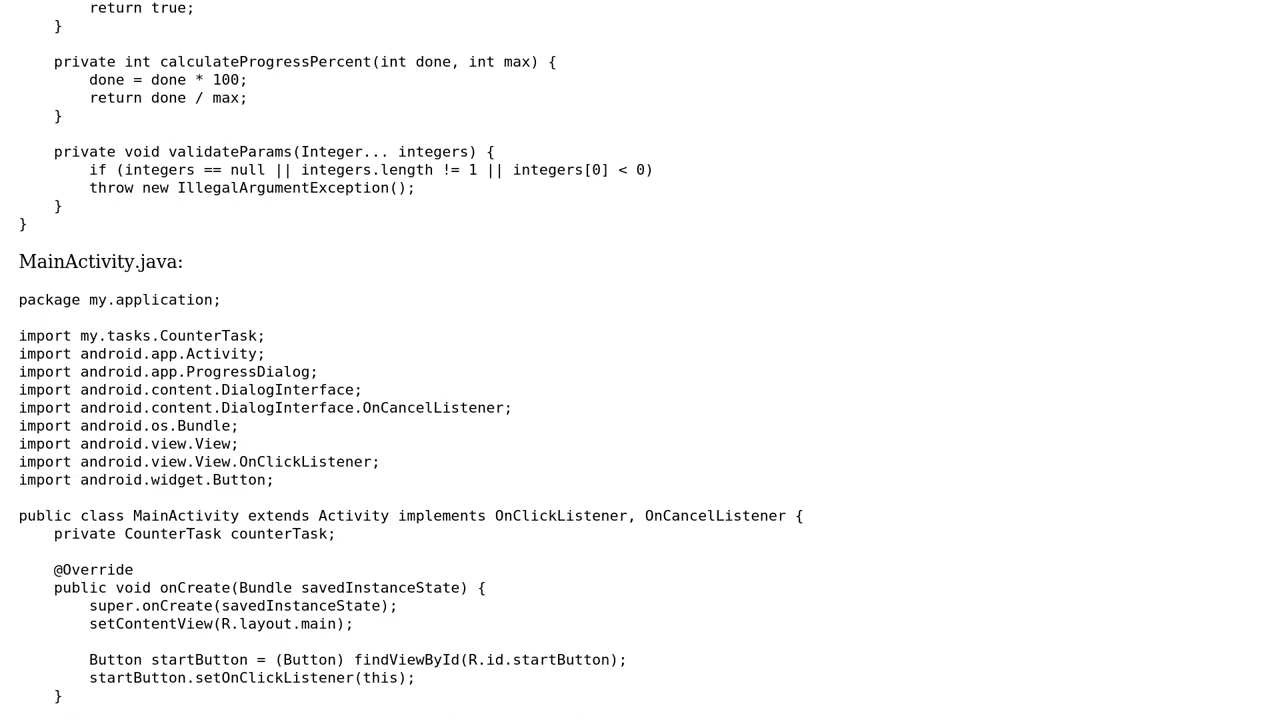 return true;
    }

    private int calculateProgressPercent(int done, int max) {
        done = done * 100;
        return done / max;
    }

    private void validateParams(Integer... integers) {
        if (integers == null || integers.length != 1 || integers[0] < 0)
        throw new IllegalArgumentException();
    }
}
MainActivity.java:
package my.application;

import my.tasks.CounterTask;
import android.app.Activity;
import android.app.ProgressDialog;
import android.content.DialogInterface;
import android.content.DialogInterface.OnCancelListener;
import android.os.Bundle;
import android.view.View;
import android.view.View.OnClickListener;
import android.widget.Button;

public class MainActivity extends Activity implements OnClickListener, OnCancelListener {
    private CounterTask counterTask;

    @Override
    public void onCreate(Bundle savedInstanceState) {
        super.onCreate(savedInstanceState);
        setContentView(R.layout.main);

        Button startButton = (Button) findViewById(R.id.startButton);
        startButton.setOnClickListener(this);
    }